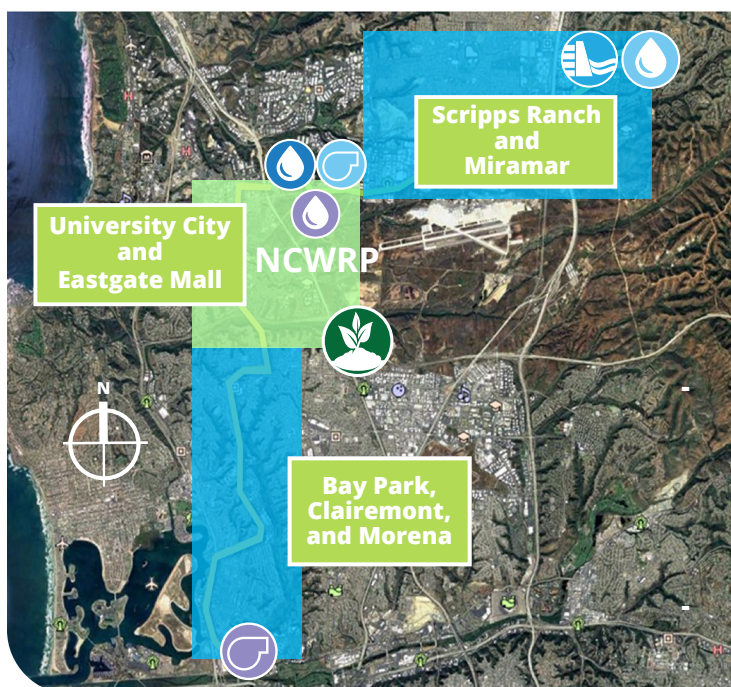 Scripps Ranch
and
Miramar
University City
and
Eastgate Mall
NCWRP
N
Bay Park,
Clairemont,
and Morena